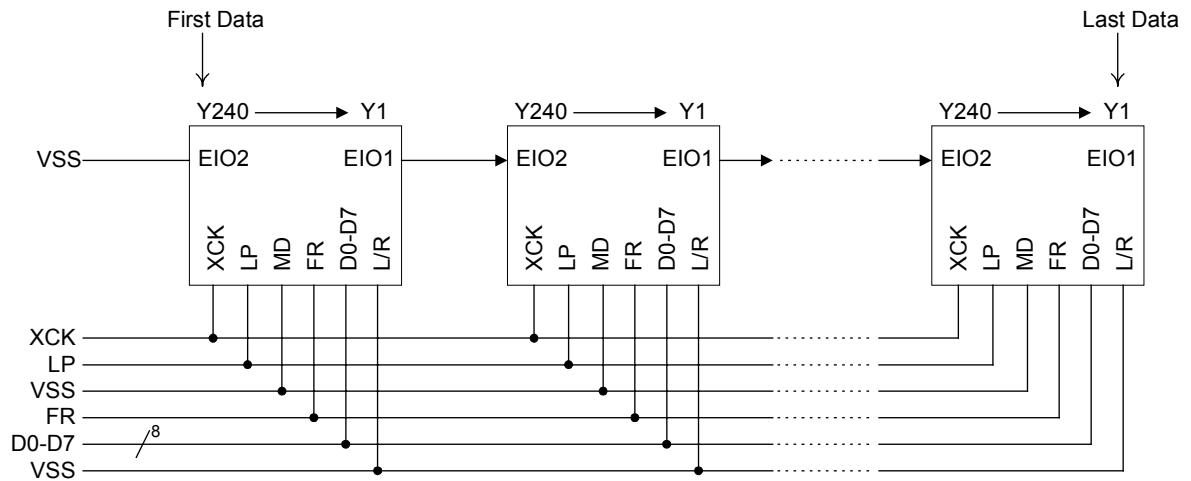 First Data Last Data
Y240 Y1 Y240 Y1 Y240 Y1
VSS EIO2 EIO1 EIO2 EIO1 EIO2 EIO1
XCK LP MD FR D0-D7 L/R XCK LP MD FR D0-D7 L/R XCK LP MD FR D0-D7 L/R
XCK
LP
VSS
FR
D0-D7 8
VSS